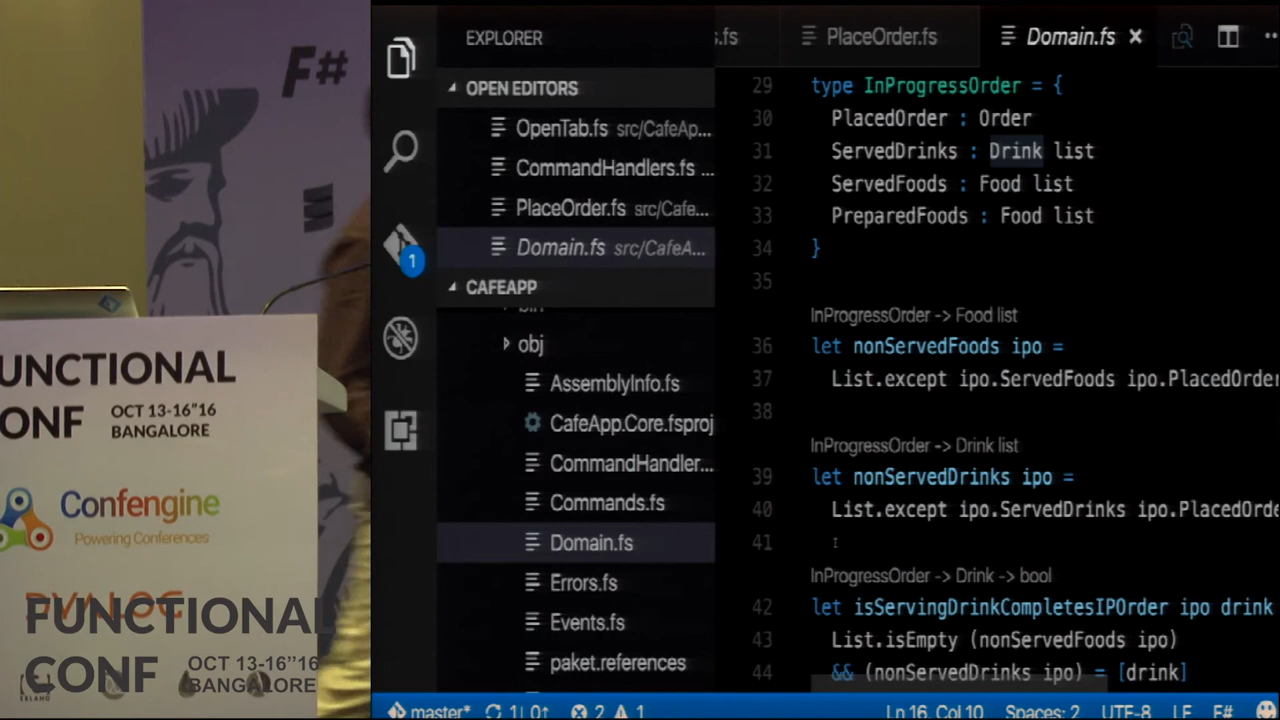 F#
FUNCTIONAL
CONF
OCT 13-16"16
BANGALORE
Confengine
Powering Conferences
FUNCTIONAL
CONF
OCT 13-16"16
BANGALORE
EXPLORER
OPEN EDITORS
OpenTab.fs src/CafeAp...
CommandHandlers.fs ...
PlaceOrder.fs src/Cafe...
Domain.fs src/CafeA...
1
CAFEAPP
bin
obj
AssemblyInfo.fs
CafeApp.Core.fsproj
CommandHandler...
Commands.fs
Domain.fs
Errors.fs
Events.fs
paket.references
.fs
PlaceOrder.fs
Domain.fs
29 type InProgressOrder = {
30 PlacedOrder : Order
31 ServedDrinks : Drink list
32 ServedFoods : Food list
33 PreparedFoods : Food list
34 }
35
InProgressOrder -> Food list
36 let nonServedFoods ipo =
37 List.except ipo.ServedFoods ipo.PlacedOrder
38
InProgressOrder -> Drink list
39 let nonServedDrinks ipo =
40 List.except ipo.ServedDrinks ipo.PlacedOrde
41
InProgressOrder -> Drink -> bool
42 let isServingDrinkCompletesIPOrder ipo drink
43 List.isEmpty (nonServedFoods ipo)
44 && (nonServedDrinks ipo) = [drink]
master* 1↓ 0↑ 2 1 Ln 16, Col 10 Spaces: 2 UTF-8 LF F#